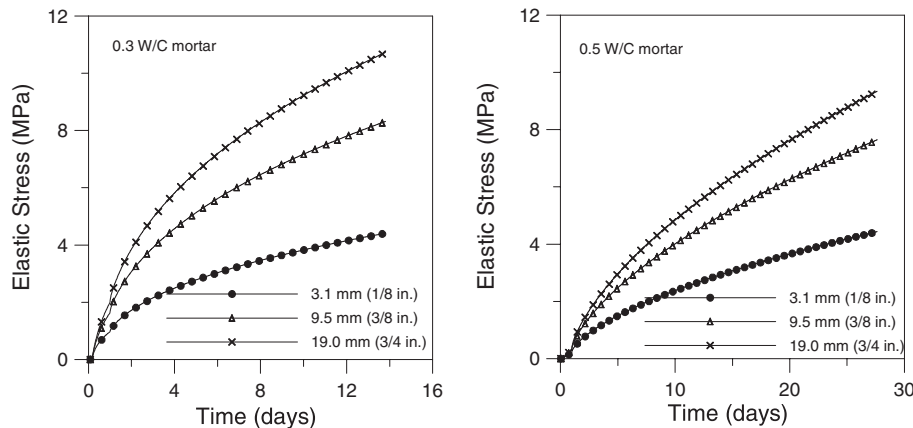 12
0.3 W/C mortar
8
4
0
Elastic Stress (MPa)
3.1 mm (1/8 in.)
9.5 mm (3/8 in.)
19.0 mm (3/4 in.)
0 4 8 12 16
Time (days)
12
0.5 W/C mortar
8
4
0
Elastic Stress (MPa)
3.1 mm (1/8 in.)
9.5 mm (3/8 in.)
19.0 mm (3/4 in.)
0 10 20 30
Time (days)